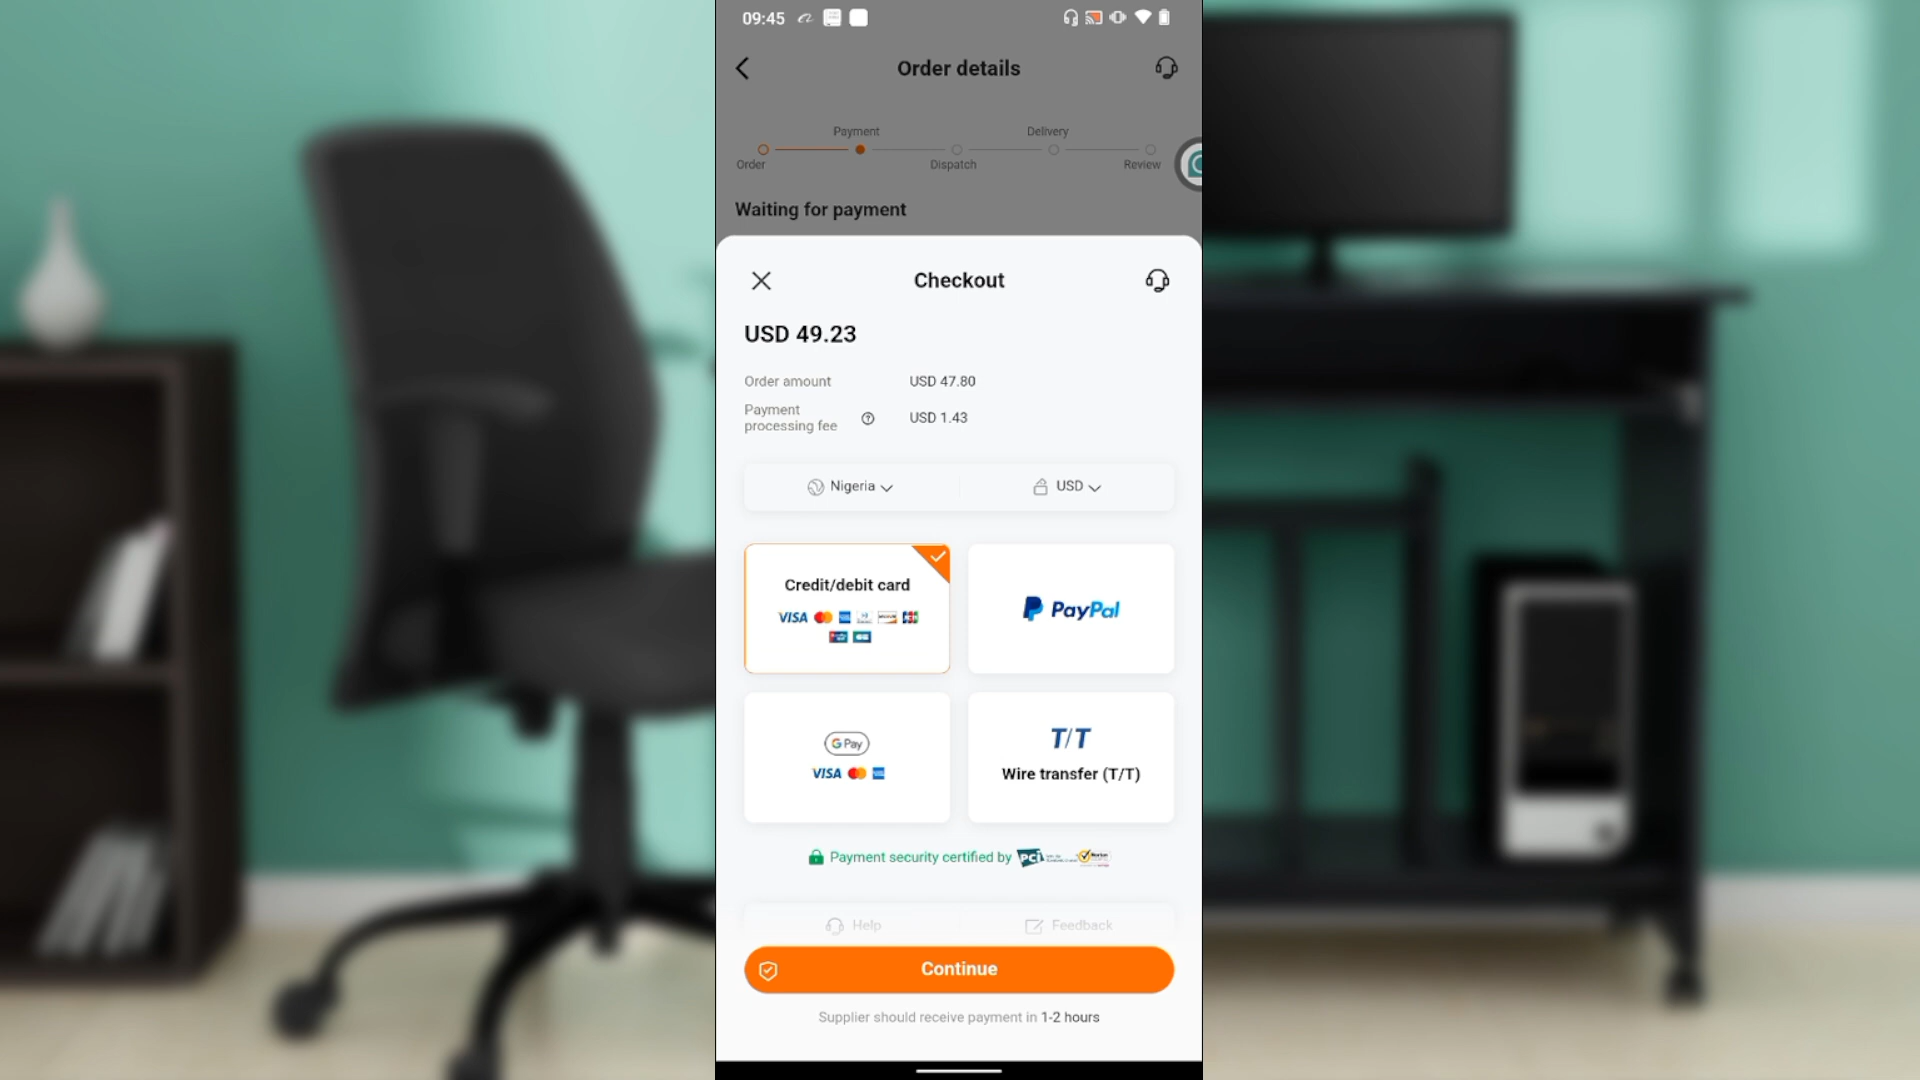 09:45
Order details
Payment
Delivery
Order
Dispatch
Review
Waiting for payment
Checkout
USD 49.23
Order amount
USD 47.80
Payment
processing fee
USD 1.43
Nigeria
USD
Credit/debit card
VISA
PayPal
G Pay
VISA
T/T
Wire transfer (T/T)
Payment security certified by PCI
Help
Feedback
Continue
Supplier should receive payment in 1-2 hours